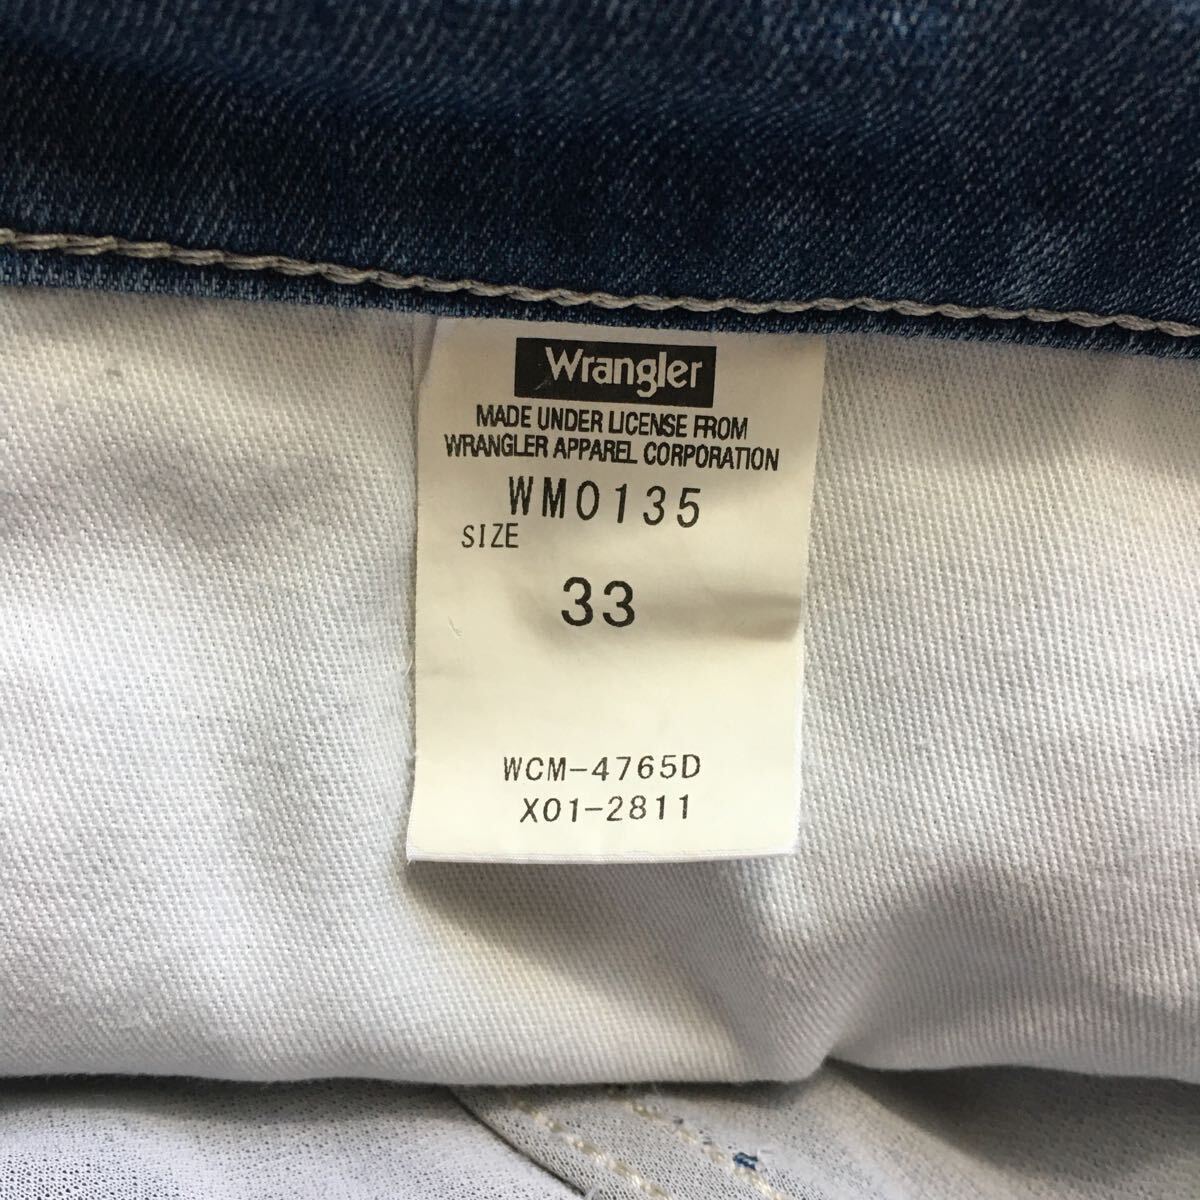 Wrangler
MADE UNDER LICENSE FROM
WRANGLER APPAREL CORPORATION
WM0135
SIZE
33
WCM-4765D
X01-2811